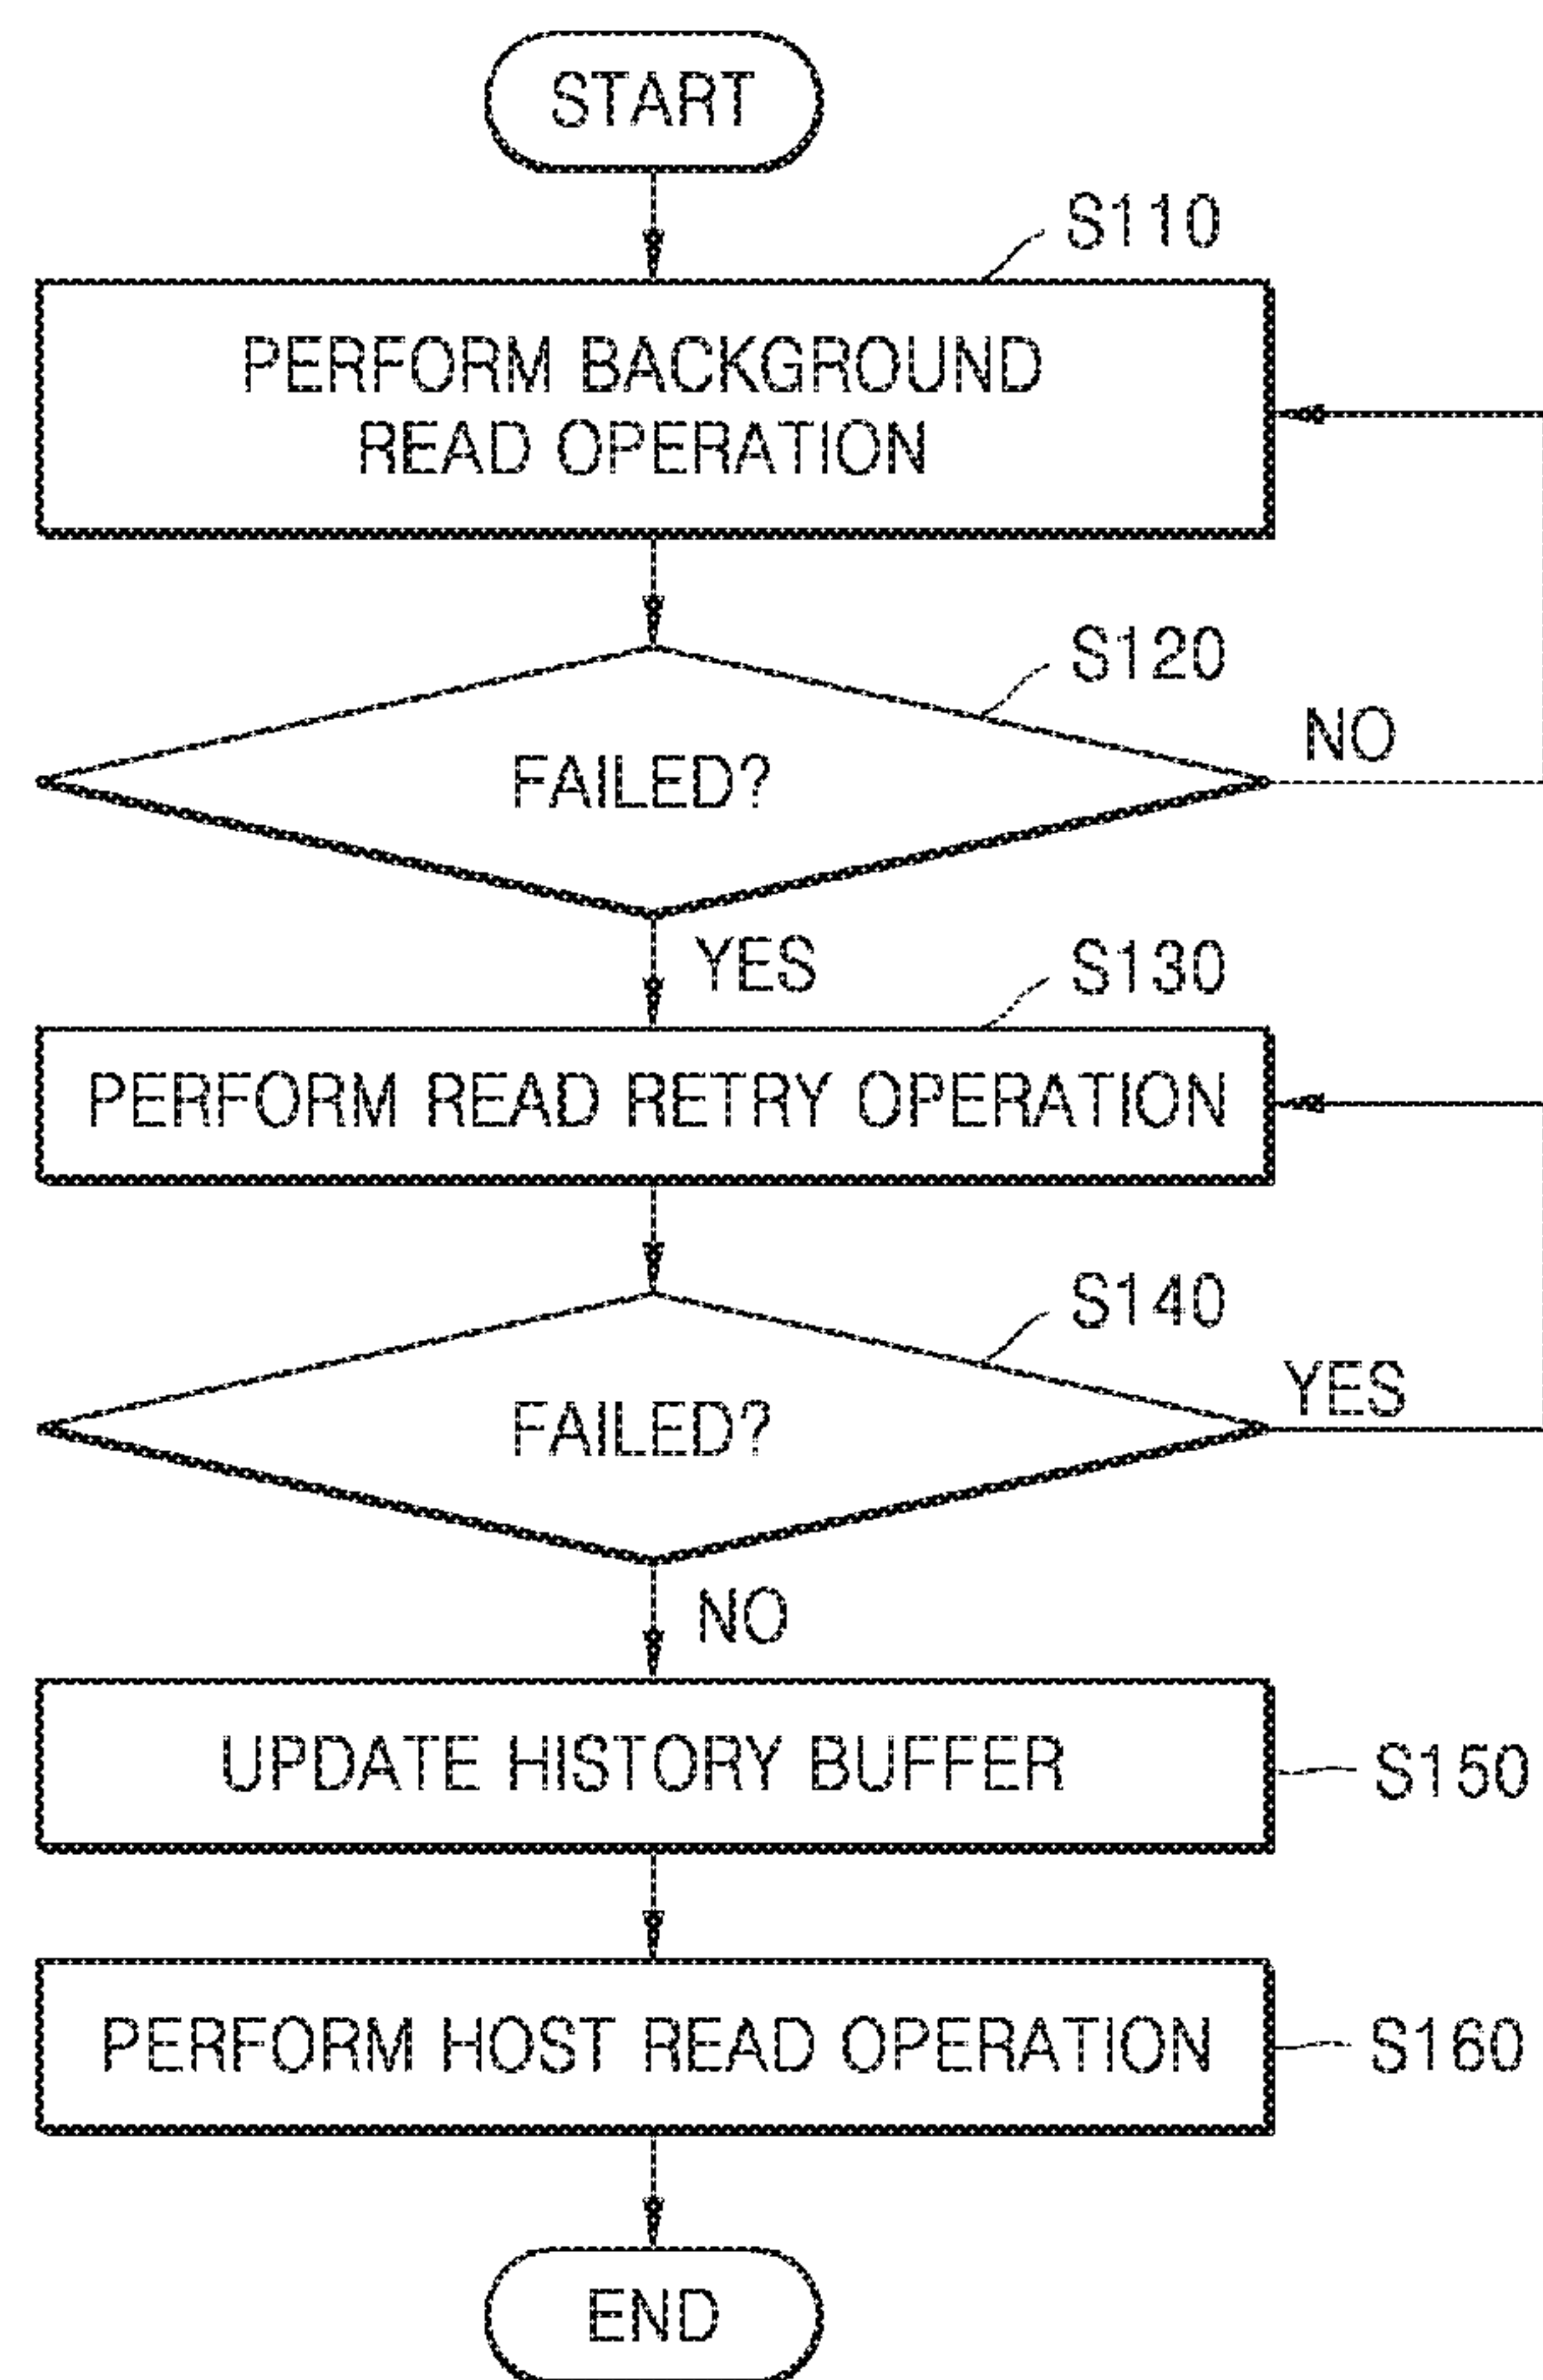 START
S110
PERFORM BACKGROUND
READ OPERATION
S120
NO
FAILED?
YES
S130
PERFORM READ RETRY OPERATION
S140
YES
FAILED?
NO
UPDATE HISTORY BUFFER
S150
PERFORM HOST READ OPERATION
S160
END